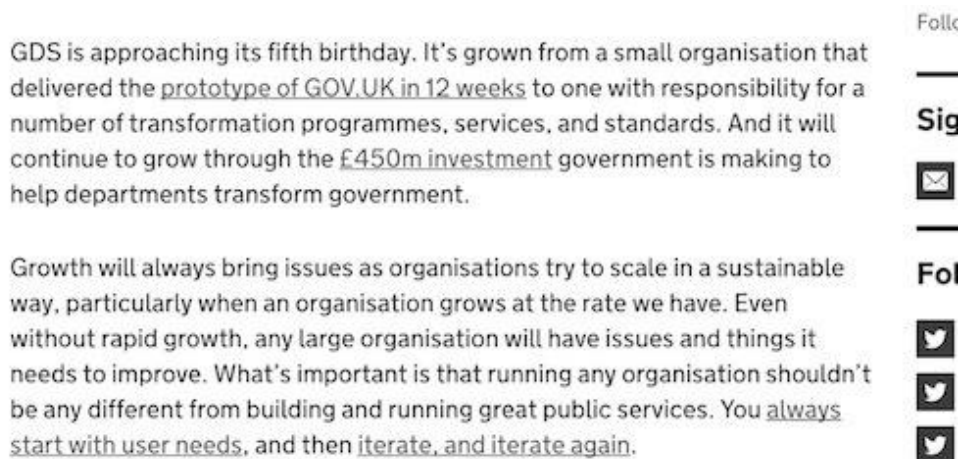 GDS is approaching its fifth birthday. It's grown from a small organisation that
delivered the prototype of GOV.UK in 12 weeks to one with responsibility for a
number of transformation programmes, services, and standards. And it will
continue to grow through the £450m investment government is making to
help departments transform government.
Growth will always bring issues as organisations try to scale in a sustainable
way, particularly when an organisation grows at the rate we have. Even
without rapid growth, any large organisation will have issues and things it
needs to improve. What's important is that running any organisation shouldn't
be any different from building and running great public services. You always
start with user needs, and then iterate, and iterate again.
Follo
Sig
Fol